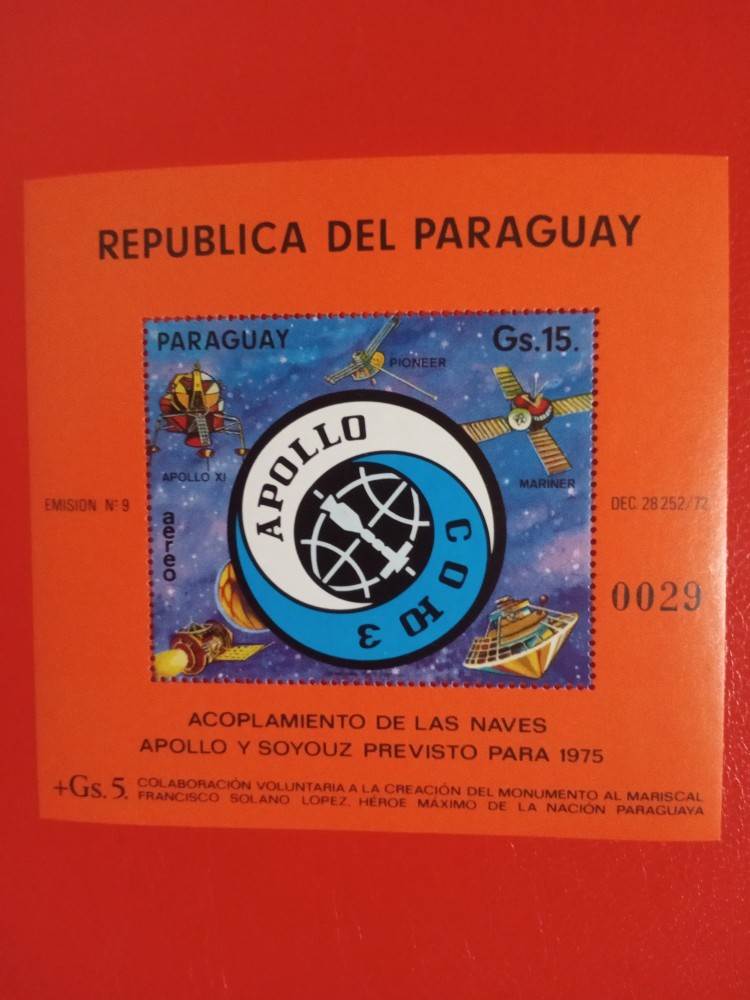 REPUBLICA DEL PARAGUAY
PARAGUAY
Gs.15.
PIONEER
APOLLO XI
MARINER
APOLLO
СОЮЗ
aereo
EMISION Nº 9
DEC. 28252/72
0029
ACOPLAMIENTO DE LAS NAVES
APOLLO Y SOYOUZ PREVISTO PARA 1975
+Gs. 5. COLABORACIÓN VOLUNTARIA A LA CREACIÓN DEL MONUMENTO AL MARISCAL
FRANCISCO SOLANO LOPEZ, HÉROE MÁXIMO DE LA NACIÓN PARAGUAYA